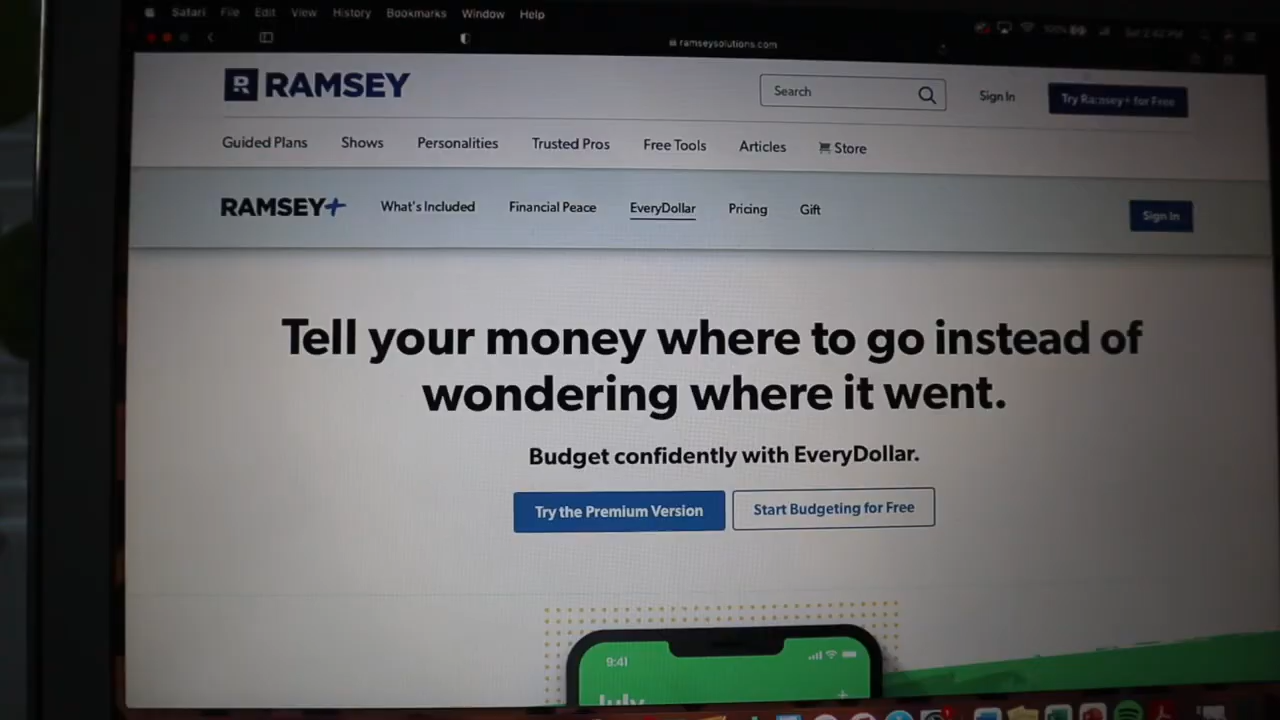 Safari File Edit View History Bookmarks Window Help
ramseysolutions.com
RAMSEY
Search
Sign In
Try Ramsey+ for Free
Guided Plans Shows Personalities Trusted Pros Free Tools Articles Store
RAMSEY+ What's Included Financial Peace EveryDollar Pricing Gift Sign In
Tell your money where to go instead of
wondering where it went.
Budget confidently with EveryDollar.
Try the Premium Version Start Budgeting for Free
9:41
July